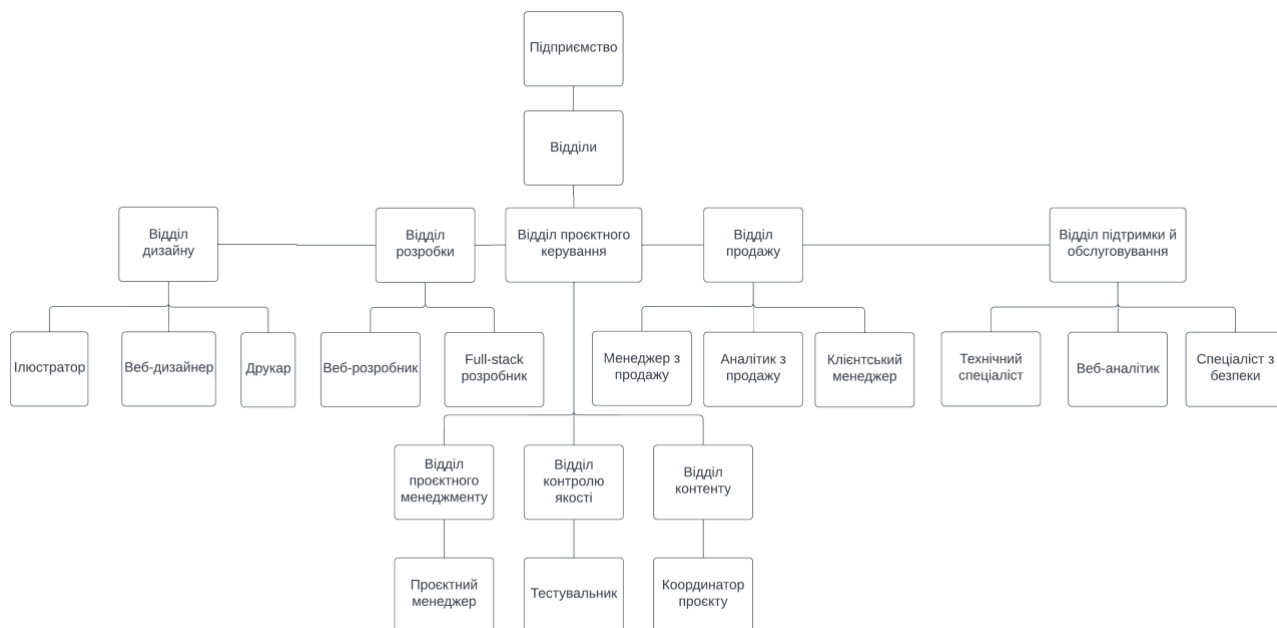 Підприємство
Відділи
Відділ
дизайну
Відділ
розробки
Відділ проєктного
керування
Відділ
продажу
Відділ підтримки й
обслуговування
Ілюстратор
Веб-дизайнер
Друкар
Веб-розробник
Full-stack
розробник
Менеджер з
продажу
Аналітик з
продажу
Клієнтський
менеджер
Технічний
спеціаліст
Веб-аналітик
Спеціаліст з
безпеки
Відділ
проєктного
менеджменту
Відділ
контролю
якості
Відділ
контенту
Проєктний
менеджер
Тестувальник
Координатор
проєкту